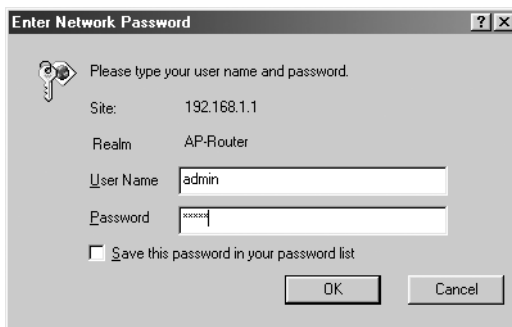 Enter Network Password
Please type your user name and password.
Site: 192.168.1.1
Realm AP-Router
User Name admin
Password *****
Save this password in your password list
OK Cancel